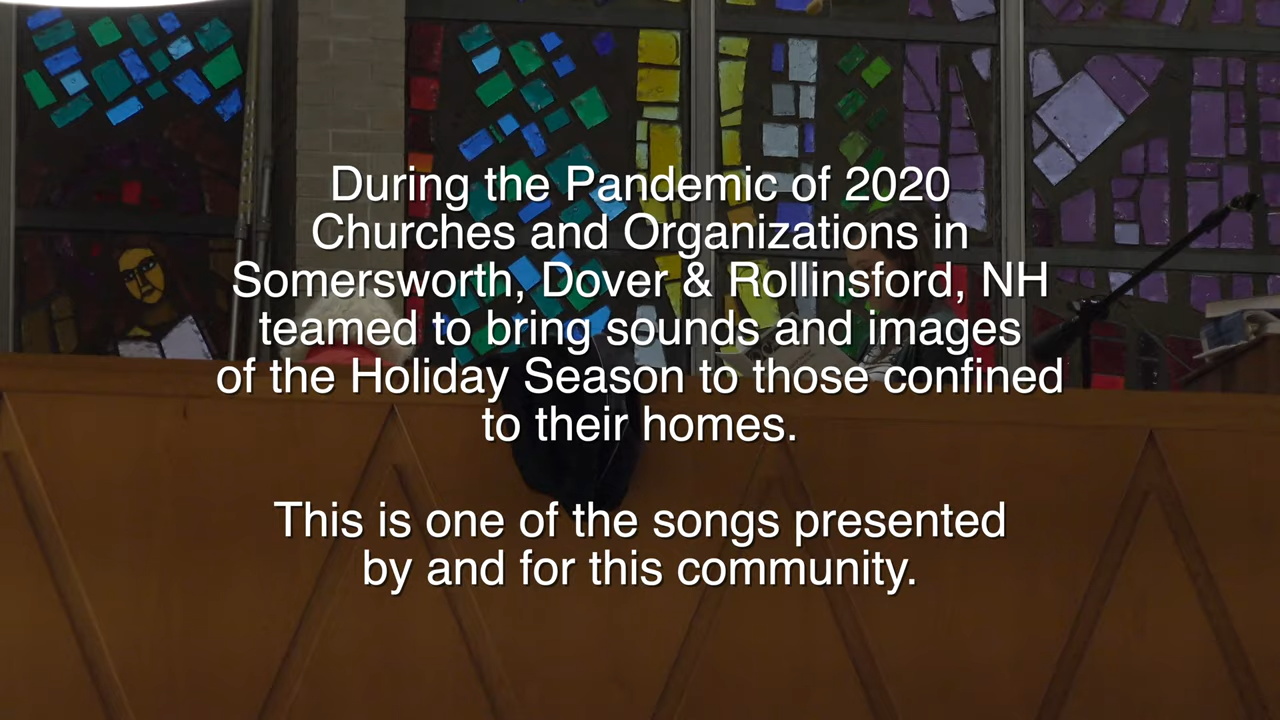 During the Pandemic of 2020
Churches and Organizations in
Somersworth, Dover & Rollinsford, NH
teamed to bring sounds and images
of the Holiday Season to those confined
to their homes.
This is one of the songs presented
by and for this community.